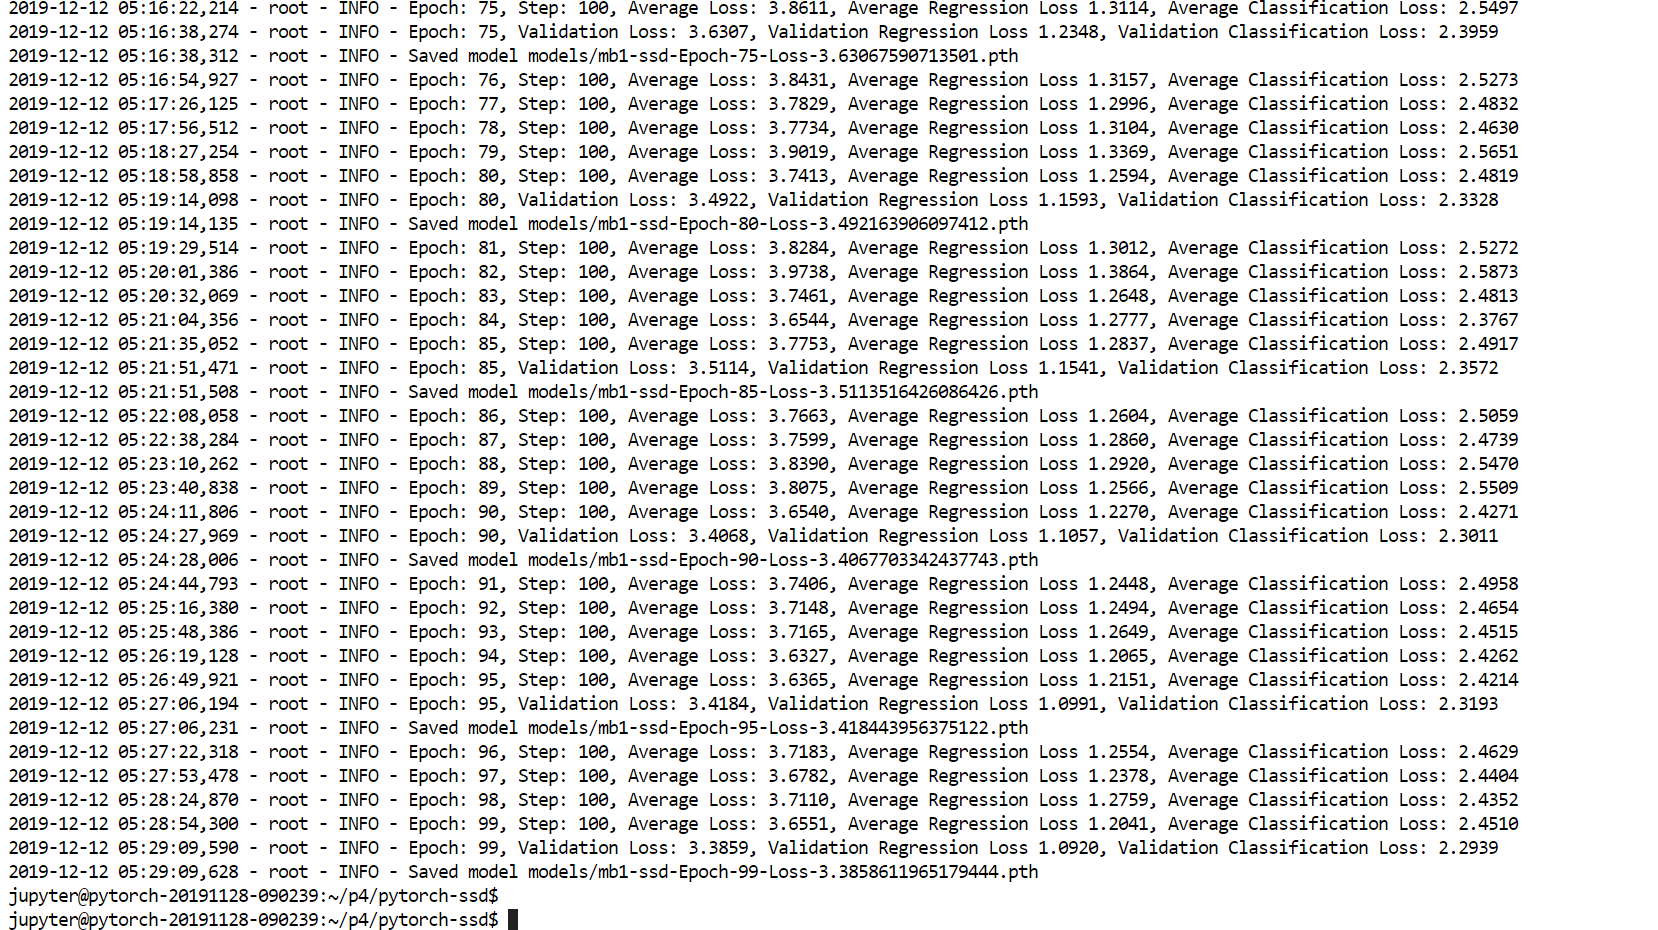 2019-12-12 05:16:22,214 - root - INFO - Epoch: 75, Step: 100, Average Loss: 3.8611, Average Regression Loss 1.3114, Average Classification Loss: 2.5497
2019-12-12 05:16:38,274 - root - INFO - Epoch: 75, Validation Loss: 3.6307, Validation Regression Loss 1.2348, Validation Classification Loss: 2.3959
2019-12-12 05:16:38,312 - root - INFO - Saved model models/mb1-ssd-Epoch-75-Loss-3.63067590713501.pth
2019-12-12 05:16:54,927 - root - INFO - Epoch: 76, Step: 100, Average Loss: 3.8431, Average Regression Loss 1.3157, Average Classification Loss: 2.5273
2019-12-12 05:17:26,125 - root - INFO - Epoch: 77, Step: 100, Average Loss: 3.7829, Average Regression Loss 1.2996, Average Classification Loss: 2.4832
2019-12-12 05:17:56,512 - root - INFO - Epoch: 78, Step: 100, Average Loss: 3.7734, Average Regression Loss 1.3104, Average Classification Loss: 2.4630
2019-12-12 05:18:27,254 - root - INFO - Epoch: 79, Step: 100, Average Loss: 3.9019, Average Regression Loss 1.3369, Average Classification Loss: 2.5651
2019-12-12 05:18:58,858 - root - INFO - Epoch: 80, Step: 100, Average Loss: 3.7413, Average Regression Loss 1.2594, Average Classification Loss: 2.4819
2019-12-12 05:19:14,098 - root - INFO - Epoch: 80, Validation Loss: 3.4922, Validation Regression Loss 1.1593, Validation Classification Loss: 2.3328
2019-12-12 05:19:14,135 - root - INFO - Saved model models/mb1-ssd-Epoch-80-Loss-3.492163906097412.pth
2019-12-12 05:19:29,514 - root - INFO - Epoch: 81, Step: 100, Average Loss: 3.8284, Average Regression Loss 1.3012, Average Classification Loss: 2.5272
2019-12-12 05:20:01,386 - root - INFO - Epoch: 82, Step: 100, Average Loss: 3.9738, Average Regression Loss 1.3864, Average Classification Loss: 2.5873
2019-12-12 05:20:32,069 - root - INFO - Epoch: 83, Step: 100, Average Loss: 3.7461, Average Regression Loss 1.2648, Average Classification Loss: 2.4813
2019-12-12 05:21:04,356 - root - INFO - Epoch: 84, Step: 100, Average Loss: 3.6544, Average Regression Loss 1.2777, Average Classification Loss: 2.3767
2019-12-12 05:21:35,052 - root - INFO - Epoch: 85, Step: 100, Average Loss: 3.7753, Average Regression Loss 1.2837, Average Classification Loss: 2.4917
2019-12-12 05:21:51,471 - root - INFO - Epoch: 85, Validation Loss: 3.5114, Validation Regression Loss 1.1541, Validation Classification Loss: 2.3572
2019-12-12 05:21:51,508 - root - INFO - Saved model models/mb1-ssd-Epoch-85-Loss-3.5113516426086426.pth
2019-12-12 05:22:08,058 - root - INFO - Epoch: 86, Step: 100, Average Loss: 3.7663, Average Regression Loss 1.2604, Average Classification Loss: 2.5059
2019-12-12 05:22:38,284 - root - INFO - Epoch: 87, Step: 100, Average Loss: 3.7599, Average Regression Loss 1.2860, Average Classification Loss: 2.4739
2019-12-12 05:23:10,262 - root - INFO - Epoch: 88, Step: 100, Average Loss: 3.8390, Average Regression Loss 1.2920, Average Classification Loss: 2.5470
2019-12-12 05:23:40,838 - root - INFO - Epoch: 89, Step: 100, Average Loss: 3.8075, Average Regression Loss 1.2566, Average Classification Loss: 2.5509
2019-12-12 05:24:11,806 - root - INFO - Epoch: 90, Step: 100, Average Loss: 3.6540, Average Regression Loss 1.2270, Average Classification Loss: 2.4271
2019-12-12 05:24:27,969 - root - INFO - Epoch: 90, Validation Loss: 3.4068, Validation Regression Loss 1.1057, Validation Classification Loss: 2.3011
2019-12-12 05:24:28,006 - root - INFO - Saved model models/mb1-ssd-Epoch-90-Loss-3.4067703342437743.pth
2019-12-12 05:24:44,793 - root - INFO - Epoch: 91, Step: 100, Average Loss: 3.7406, Average Regression Loss 1.2448, Average Classification Loss: 2.4958
2019-12-12 05:25:16,380 - root - INFO - Epoch: 92, Step: 100, Average Loss: 3.7148, Average Regression Loss 1.2494, Average Classification Loss: 2.4654
2019-12-12 05:25:48,386 - root - INFO - Epoch: 93, Step: 100, Average Loss: 3.7165, Average Regression Loss 1.2649, Average Classification Loss: 2.4515
2019-12-12 05:26:19,128 - root - INFO - Epoch: 94, Step: 100, Average Loss: 3.6327, Average Regression Loss 1.2065, Average Classification Loss: 2.4262
2019-12-12 05:26:49,921 - root - INFO - Epoch: 95, Step: 100, Average Loss: 3.6365, Average Regression Loss 1.2151, Average Classification Loss: 2.4214
2019-12-12 05:27:06,194 - root - INFO - Epoch: 95, Validation Loss: 3.4184, Validation Regression Loss 1.0991, Validation Classification Loss: 2.3193
2019-12-12 05:27:06,231 - root - INFO - Saved model models/mb1-ssd-Epoch-95-Loss-3.418443956375122.pth
2019-12-12 05:27:22,318 - root - INFO - Epoch: 96, Step: 100, Average Loss: 3.7183, Average Regression Loss 1.2554, Average Classification Loss: 2.4629
2019-12-12 05:27:53,478 - root - INFO - Epoch: 97, Step: 100, Average Loss: 3.6782, Average Regression Loss 1.2378, Average Classification Loss: 2.4404
2019-12-12 05:28:24,870 - root - INFO - Epoch: 98, Step: 100, Average Loss: 3.7110, Average Regression Loss 1.2759, Average Classification Loss: 2.4352
2019-12-12 05:28:54,300 - root - INFO - Epoch: 99, Step: 100, Average Loss: 3.6551, Average Regression Loss 1.2041, Average Classification Loss: 2.4510
2019-12-12 05:29:09,590 - root - INFO - Epoch: 99, Validation Loss: 3.3859, Validation Regression Loss 1.0920, Validation Classification Loss: 2.2939
2019-12-12 05:29:09,628 - root - INFO - Saved model models/mb1-ssd-Epoch-99-Loss-3.3858611965179444.pth
jupyter@pytorch-20191128-090239:~/p4/pytorch-ssd$
jupyter@pytorch-20191128-090239:~/p4/pytorch-ssd$